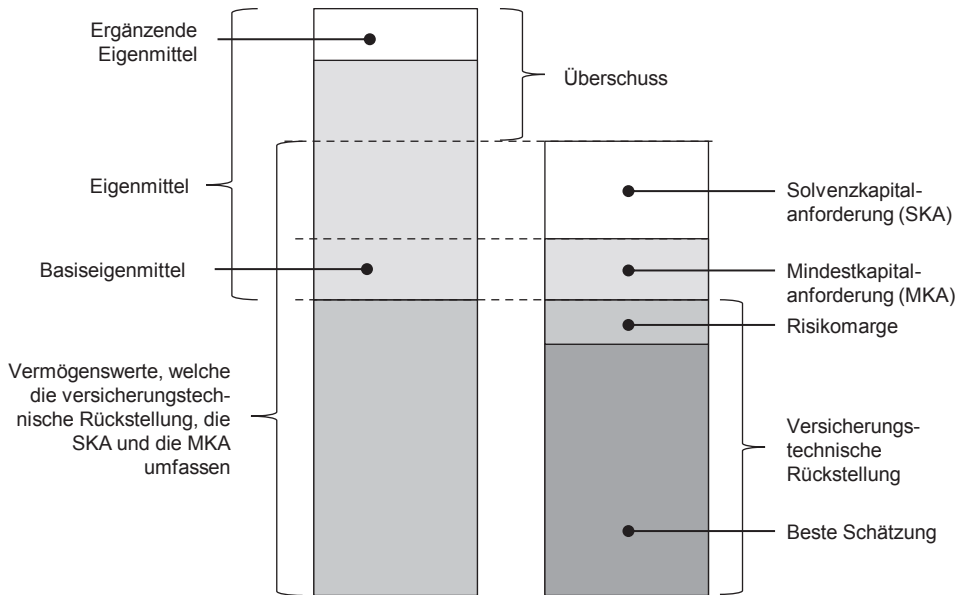 Ergänzende
Eigenmittel
Überschuss
Eigenmittel
Solvenzkapital-
anforderung (SKA)
Basiseigenmittel
Mindestkapital-
anforderung (MKA)
Risikomarge
Vermögenswerte, welche
die versicherungstech-
nische Rückstellung, die
SKA und die MKA
umfassen
Versicherungs-
technische
Rückstellung
Beste Schätzung